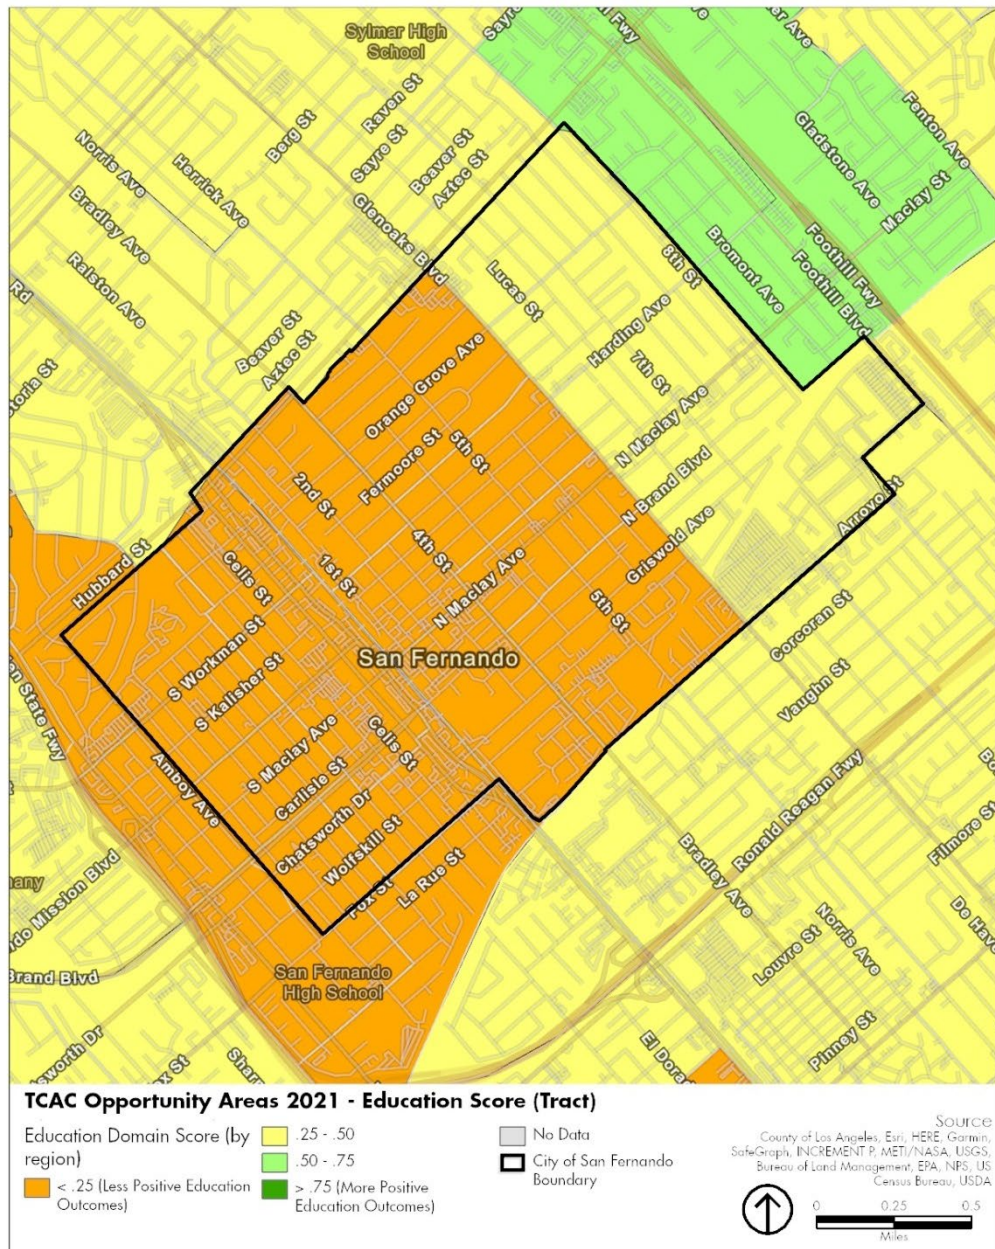 Sylmar High
School
Fenton Ave
Gladstone Ave
Maclay St
Raven St
Berg St
Sayre St
Beaver St
Aztec St
Norris Ave
Herrick Ave
Bradley Ave
Glenoaks Blvd
Ralston Ave
Foothill Fwy
Foothill Blvd
Bromont Ave
8th St
Lucas St
Harding Ave
7th St
Beaver St
Aztec St
Rd
Orange Grove Ave
N Maclay Ave
Fermoore St
5th St
N Brand Blvd
2nd St
Arroyo St
Griswold Ave
4th St
1st St
Hubbard St
Cells St
N Maclay Ave
5th St
Corcoran St
S Workman St
San Fernando
S Kalisher St
Vaughn St
Cells St
S Maclay Ave
Amboy Ave
Carlisle St
Chatsworth Dr
Wolfskill St
Ronald Reagan Fwy
Filmore St
Fox St
La Rue St
Bradley Ave
Brand Blvd
San Fernando
High School
Louvre St
Norris Ave
Pinney St
TCAC Opportunity Areas 2021 - Education Score (Tract)
Education Domain Score (by
region)
< .25 (Less Positive Education
Outcomes)
.25 - .50
.50 - .75
> .75 (More Positive
Education Outcomes)
No Data
City of San Fernando
Boundary
Source
County of Los Angeles, Esri, HERE, Garmin,
SafeGraph, INCREMENT P, METI/NASA, USGS,
Bureau of Land Management, EPA, NPS, US
Census Bureau, USDA
0 0.25 0.5
Miles